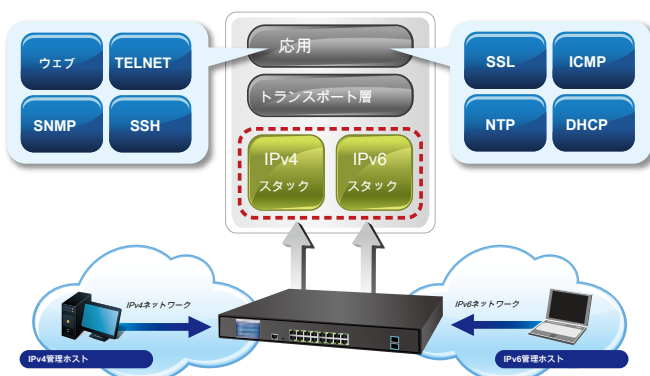 ウェブ
TELNET
SNMP
SSH
応用
トランスポート層
IPv4
スタック
IPv6
スタック
SSL
ICMP
NTP
DHCP
IPv4ネットワーク
IPv6ネットワーク
IPv4管理ホスト
IPv6管理ホスト